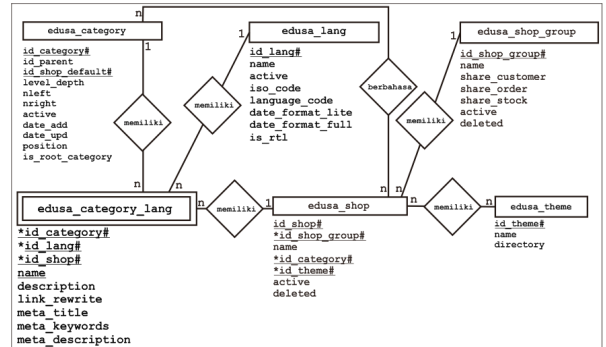 n
edusa_category
1
id_category#
id_parent
id_shop_default#
level_depth
nleft
nright
active
date_add
date_upd
position
is_root_category
memiliki
n
edusa_lang
1
id_lang#
name
active
iso_code
language_code
date_format_lite
date_format_full
is_rtl
memiliki
n
berbahasa
n
edusa_shop_group
1
id_shop_group#
name
share_customer
share_order
share_stock
active
deleted
memiliki
n
edusa_category_lang
*id_category#
*id_lang#
*id_shop#
name
description
link_rewrite
meta_title
meta_keywords
meta_description
n
memiliki
1
edusa_shop
id_shop#
*id_shop_group#
name
*id_category#
*id_theme#
active
deleted
n
memiliki
n
edusa_theme
id_theme#
name
directory